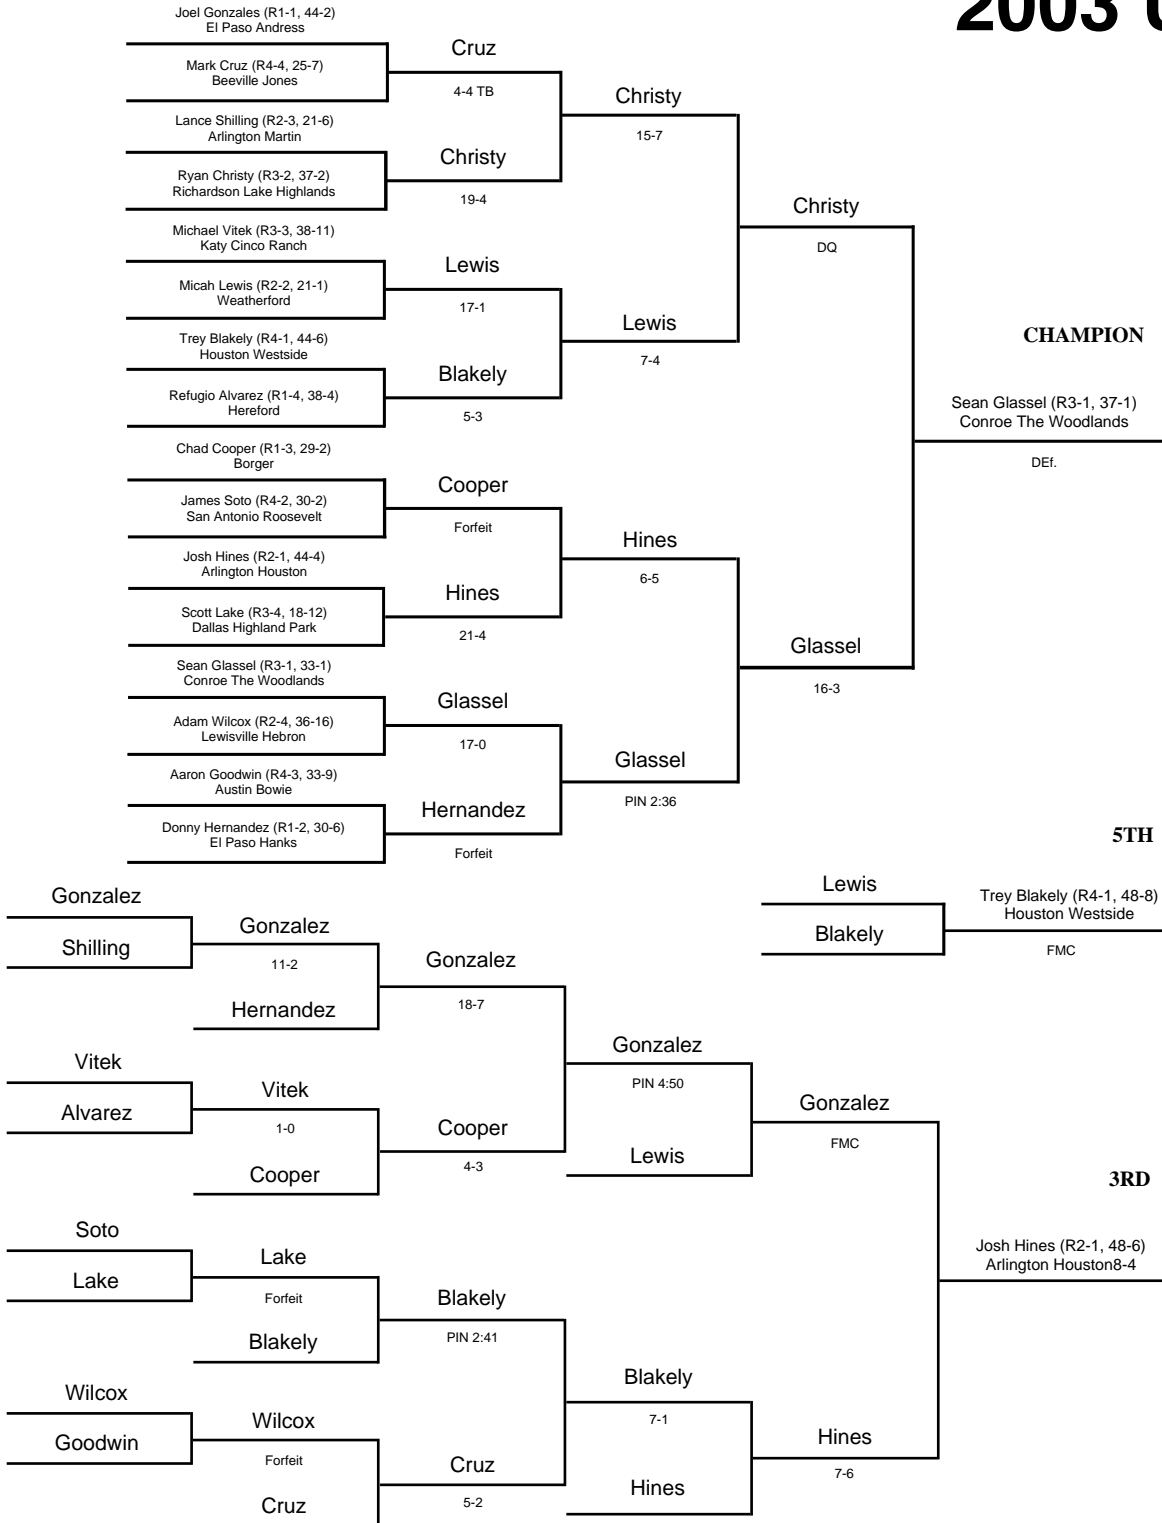 2003 U
Joel Gonzales (R1-1, 44-2)
El Paso Andress
Cruz
Mark Cruz (R4-4, 25-7)
Beeville Jones
4-4 TB
Christy
Lance Shilling (R2-3, 21-6)
Arlington Martin
15-7
Christy
Ryan Christy (R3-2, 37-2)
Richardson Lake Highlands
19-4
Christy
Michael Vitek (R3-3, 38-11)
Katy Cinco Ranch
DQ
Lewis
Micah Lewis (R2-2, 21-1)
Weatherford
17-1
Lewis
Trey Blakely (R4-1, 44-6)
Houston Westside
CHAMPION
7-4
Blakely
Refugio Alvarez (R1-4, 38-4)
Hereford
5-3
Sean Glassel (R3-1, 37-1)
Conroe The Woodlands
Chad Cooper (R1-3, 29-2)
Borger
DEf.
Cooper
James Soto (R4-2, 30-2)
San Antonio Roosevelt
Forfeit
Hines
Josh Hines (R2-1, 44-4)
Arlington Houston
6-5
Hines
Scott Lake (R3-4, 18-12)
Dallas Highland Park
21-4
Glassel
Sean Glassel (R3-1, 33-1)
Conroe The Woodlands
16-3
Glassel
Adam Wilcox (R2-4, 36-16)
Lewisville Hebron
17-0
Glassel
Aaron Goodwin (R4-3, 33-9)
Austin Bowie
PIN 2:36
Hernandez
Donny Hernandez (R1-2, 30-6)
El Paso Hanks
5TH
Forfeit
Gonzalez
Lewis
Trey Blakely (R4-1, 48-8)
Houston Westside
Gonzalez
Blakely
Shilling
FMC
11-2
Gonzalez
Hernandez
18-7
Gonzalez
Vitek
PIN 4:50
Vitek
Gonzalez
Alvarez
1-0
Cooper
FMC
Lewis
Cooper
4-3
3RD
Soto
Josh Hines (R2-1, 48-6)
Arlington Houston8-4
Lake
Lake
Forfeit
Blakely
Blakely
PIN 2:41
Blakely
Wilcox
Wilcox
7-1
Goodwin
Hines
Forfeit
Cruz
7-6
Hines
Cruz
5-2